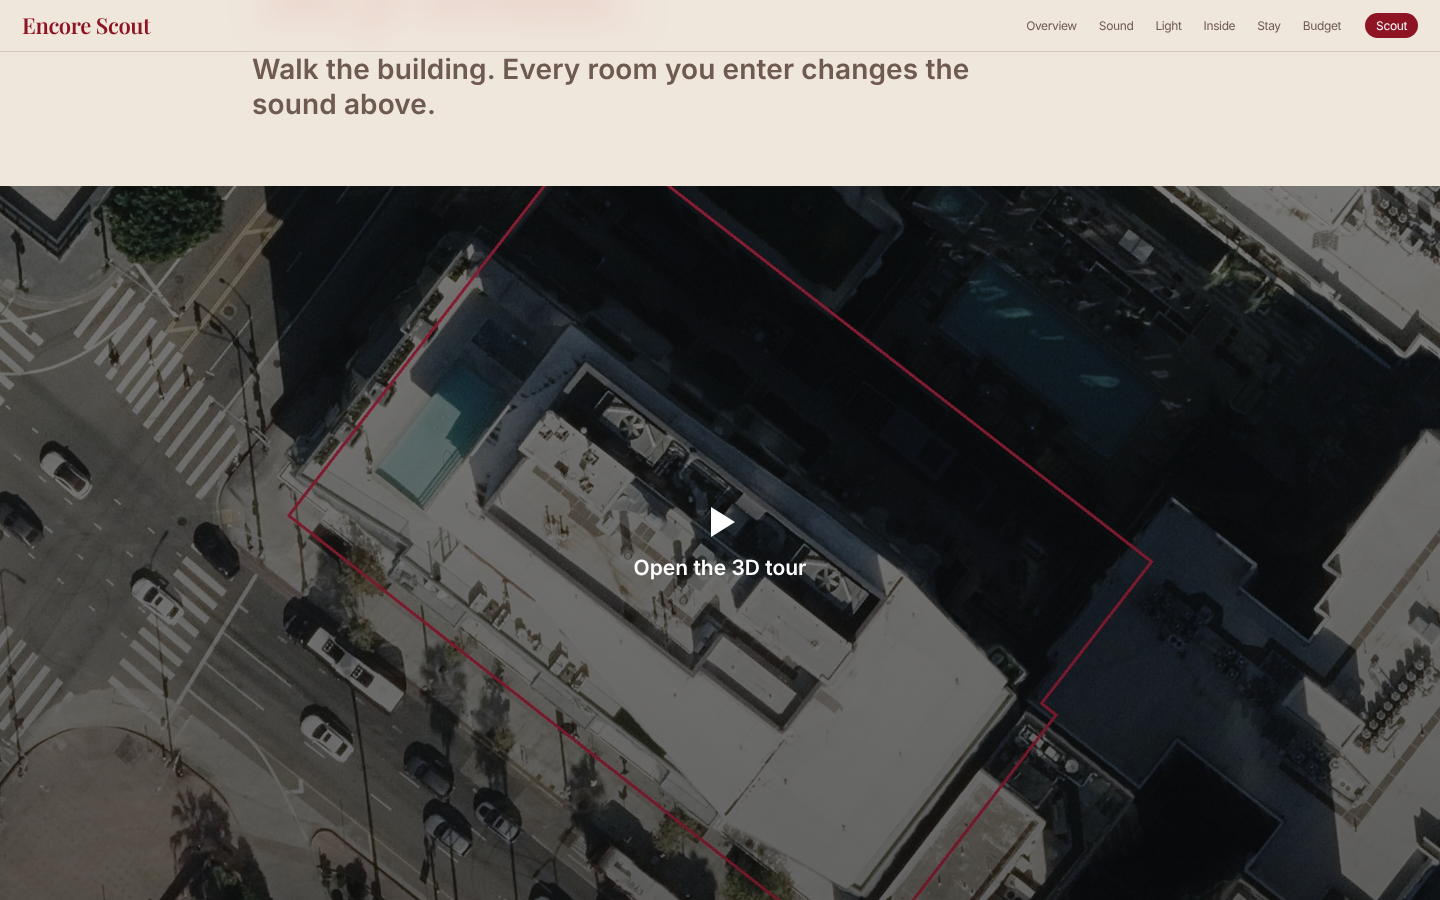 Encore Scout
Overview
Sound
Light
Inside
Stay
Budget
Scout
Walk the building. Every room you enter changes the
sound above.
Open the 3D tour